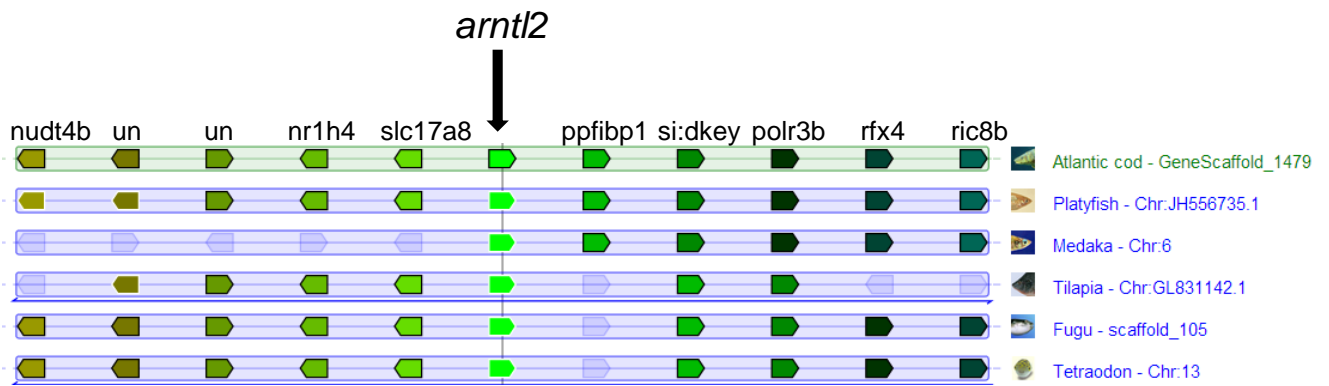 arntl2
nudt4b un un nr1h4 slc17a8 ppfibp1 si:dkey polr3b rfx4 ric8b
Atlantic cod - GeneScaffold_1479
Platyfish - Chr:JH556735.1
Medaka - Chr:6
Tilapia - Chr:GL831142.1
Fugu - scaffold_105
Tetraodon - Chr:13